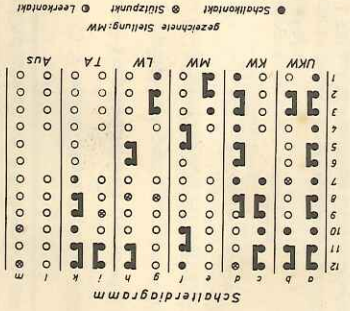 Schalterdiagramm
a b c d e f g h i k l m
12
11
10
9
8
7
6
5
4
3
2
1
UKW KW MW LW TA Aus
gezeichnete Stellung: MW
Schaltkontakt Stützpunkt Leerkontakt